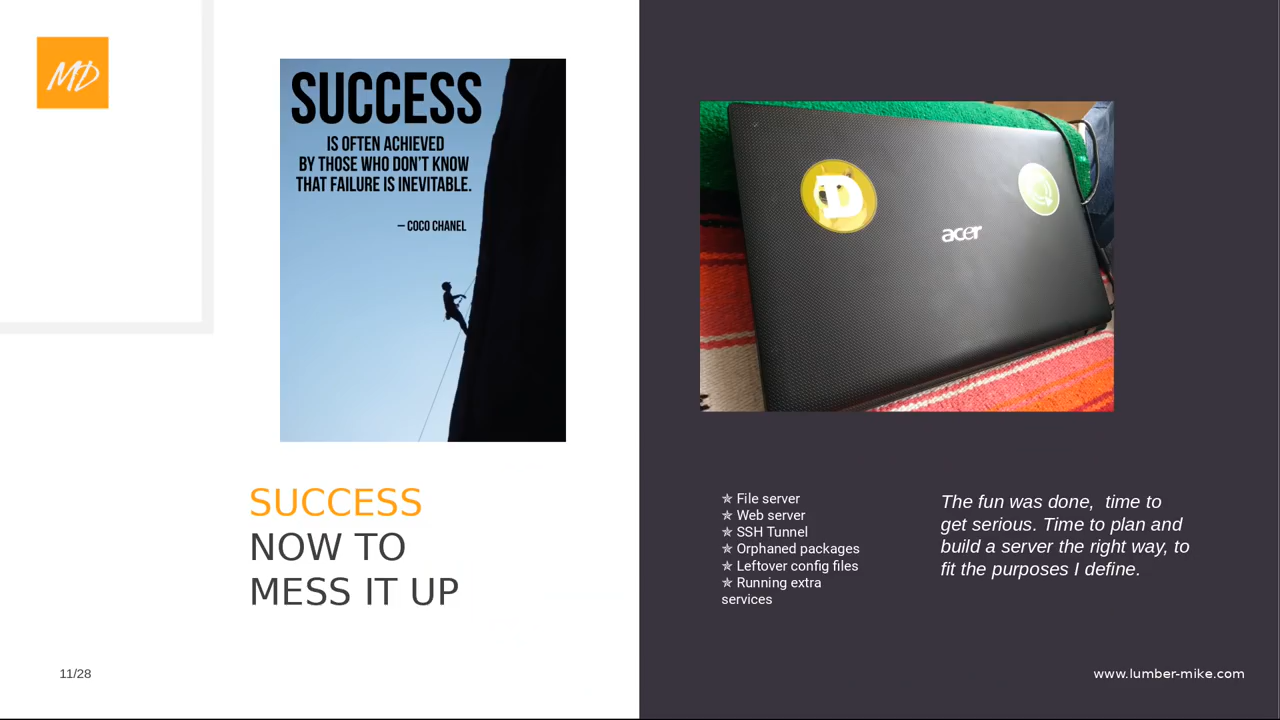 MD
SUCCESS
IS OFTEN ACHIEVED
BY THOSE WHO DON'T KNOW
THAT FAILURE IS INEVITABLE.
– COCO CHANEL
D
acer
SUCCESS
NOW TO
MESS IT UP
✯ File server
✯ Web server
✯ SSH Tunnel
✯ Orphaned packages
✯ Leftover config files
✯ Running extra
services
The fun was done,  time to
get serious. Time to plan and
build a server the right way, to
fit the purposes I define.
11/28
www.lumber-mike.com